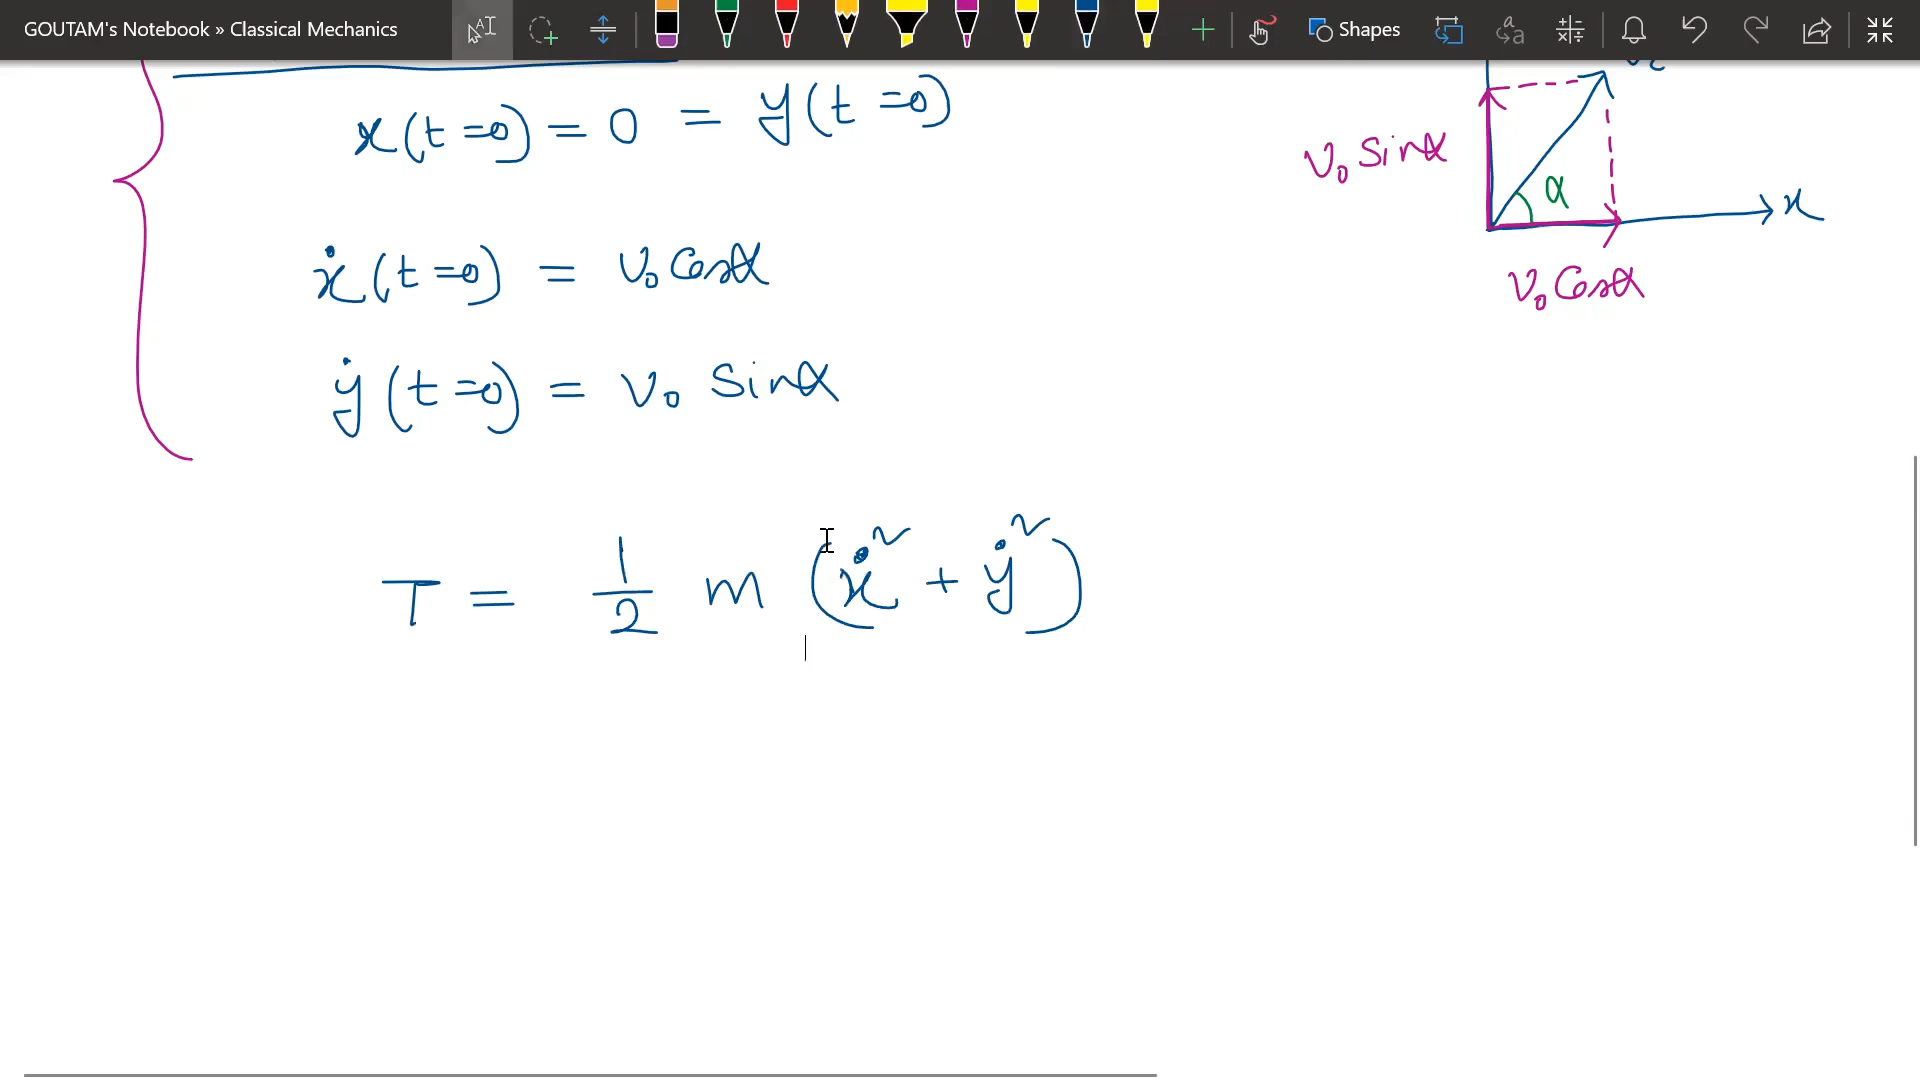 GOUTAM's Notebook » Classical Mechanics
Shapes
x(t=0) = 0 = y(t=0)
ẋ(t=0) = v₀ Cosα
ẏ(t=0) = v₀ Sinα
T = 1/2 m (ẋ² + ẏ²)
v₀ Sinα
α
x
v₀ Cosα